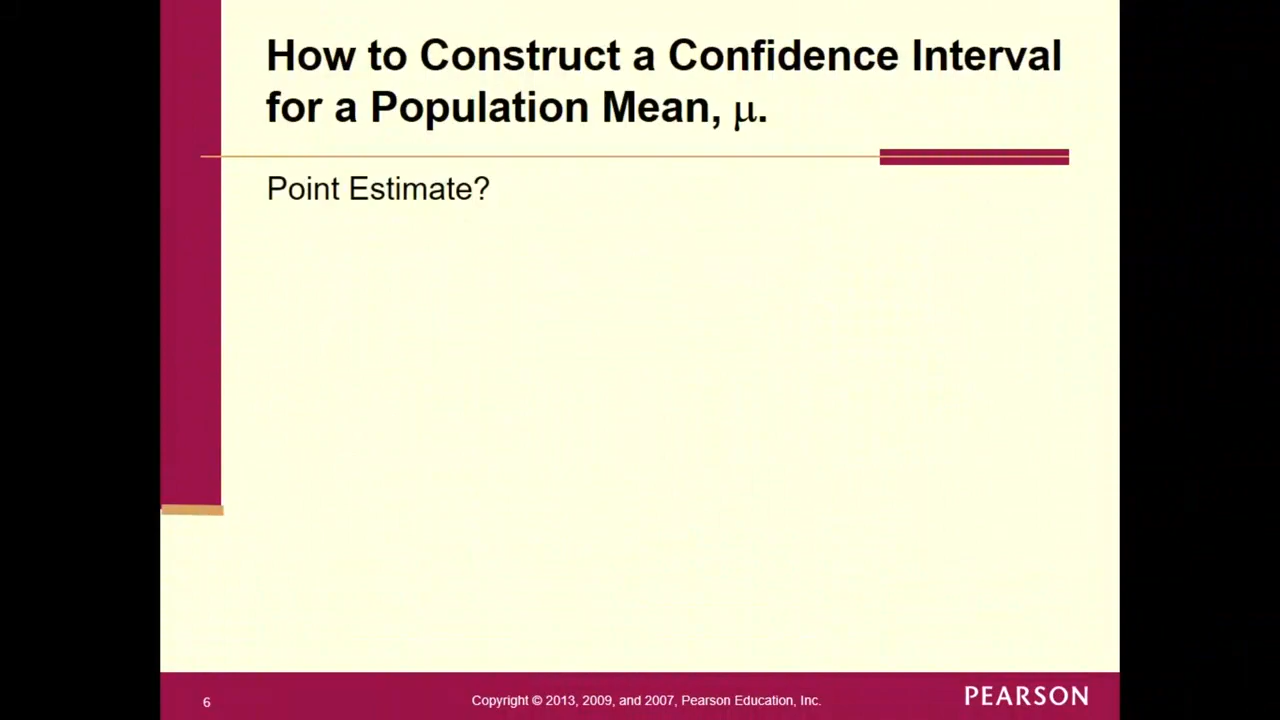 How to Construct a Confidence Interval
for a Population Mean, μ.
Point Estimate?
6
Copyright © 2013, 2009, and 2007, Pearson Education, Inc.
PEARSON